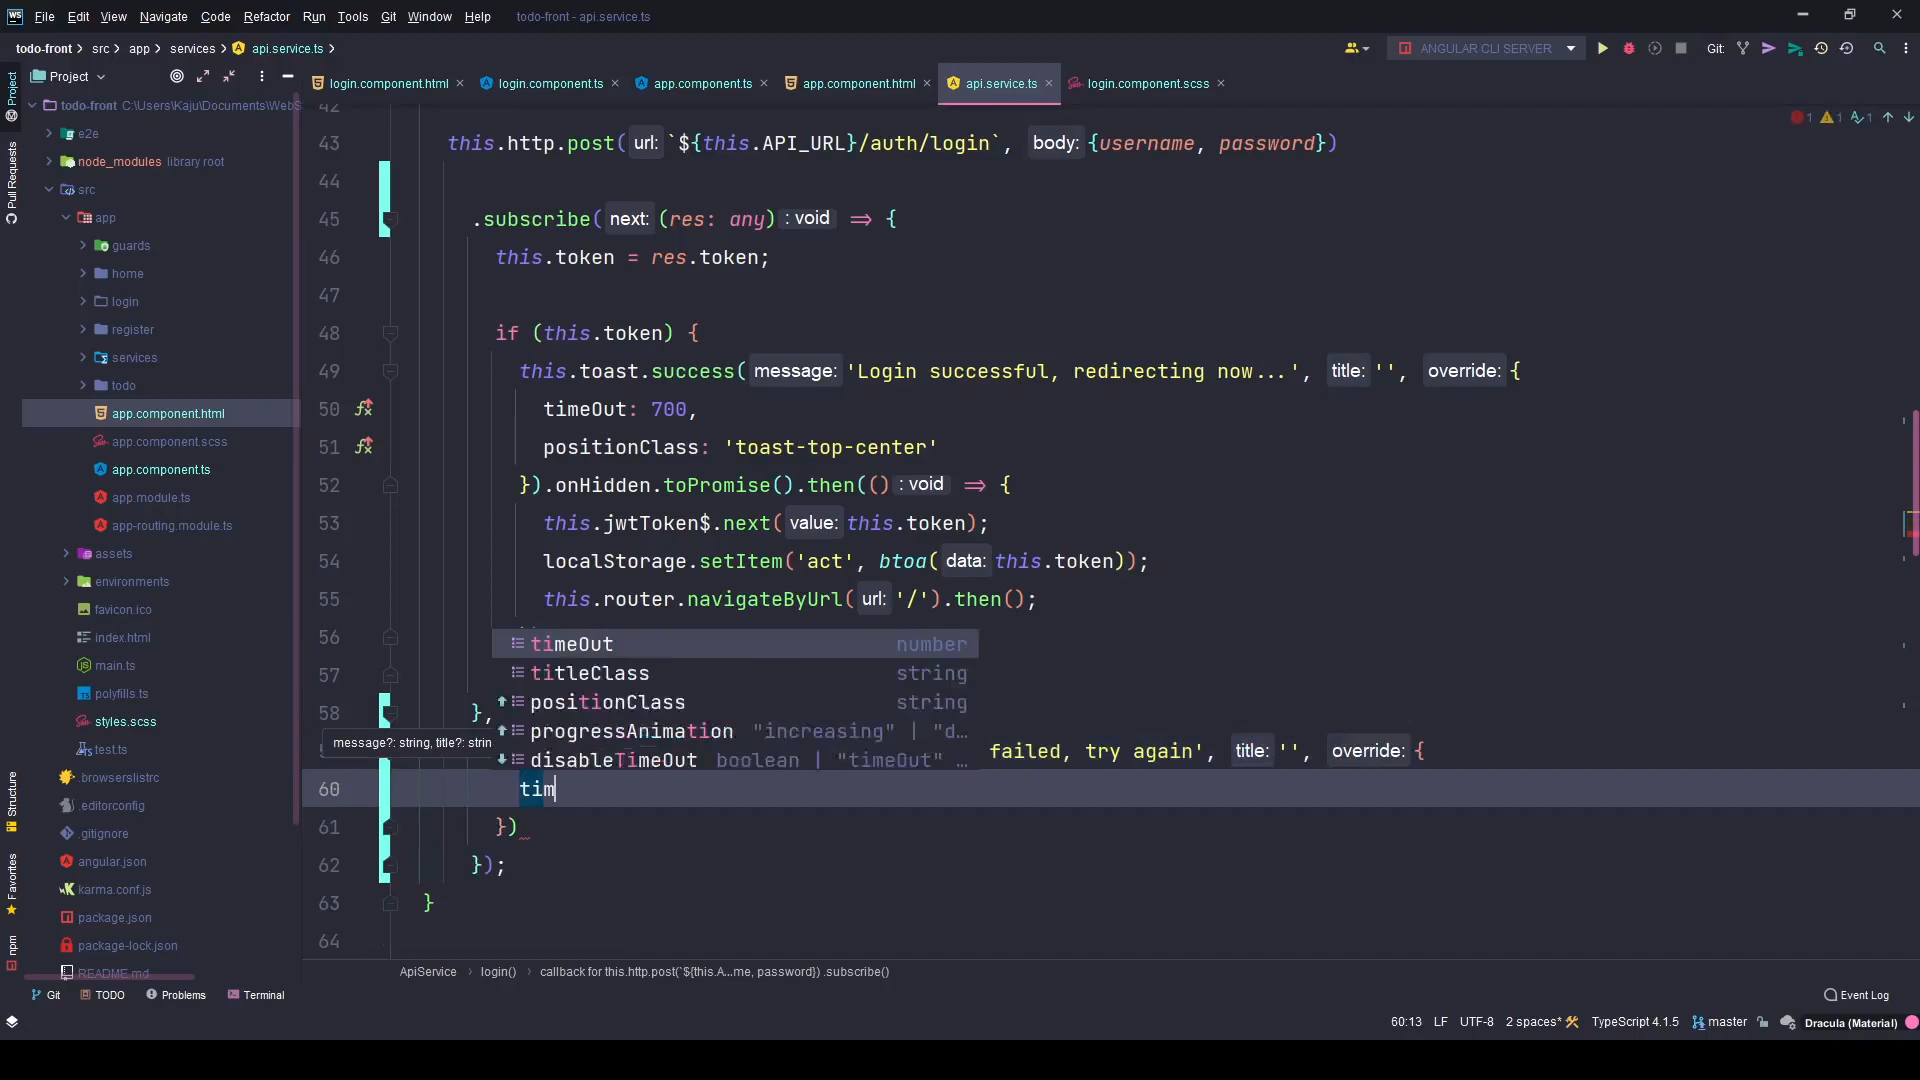 WS File Edit View Navigate Code Refactor Run Tools Git Window Help todo-front - api.service.ts
todo-front src app services api.service.ts
ANGULAR CLI SERVER Git:
Project
login.component.html login.component.ts app.component.ts app.component.html api.service.ts login.component.scss
Project
Pull Requests
Structure
Favorites
npm
todo-front C:\Users\Kaju\Documents\WebS
e2e
node_modules library root
src
app
guards
home
login
register
services
todo
app.component.html
app.component.scss
app.component.ts
app.module.ts
app-routing.module.ts
assets
environments
favicon.ico
index.html
main.ts
polyfills.ts
styles.scss
test.ts
.browserslistrc
.editorconfig
.gitignore
angular.json
karma.conf.js
package.json
package-lock.json
README.md
1 1 1
42
43 this.http.post( url: `${this.API_URL}/auth/login`, body: {username, password})
44
45 .subscribe( next: (res: any) : void => {
46 this.token = res.token;
47
48 if (this.token) {
49 this.toast.success( message: 'Login successful, redirecting now...', title: '', override: {
50 timeOut: 700,
51 positionClass: 'toast-top-center'
52 }).onHidden.toPromise().then(() : void => {
53 this.jwtToken$.next( value: this.token);
54 localStorage.setItem('act', btoa( data: this.token));
55 this.router.navigateByUrl( url: '/').then();
56
57
58 },
failed, try again', title: '', override: {
60 tim
61 })
62 });
63 }
64
timeOut number
titleClass string
positionClass string
progressAnimation "increasing" | "d…
disableTimeOut boolean | "timeOut" …
message?: string, title?: strin
ApiService login() callback for this.http.post(`${this.A...me, password}) .subscribe()
Git TODO Problems Terminal Event Log
60:13 LF UTF-8 2 spaces* TypeScript 4.1.5 master Dracula (Material)